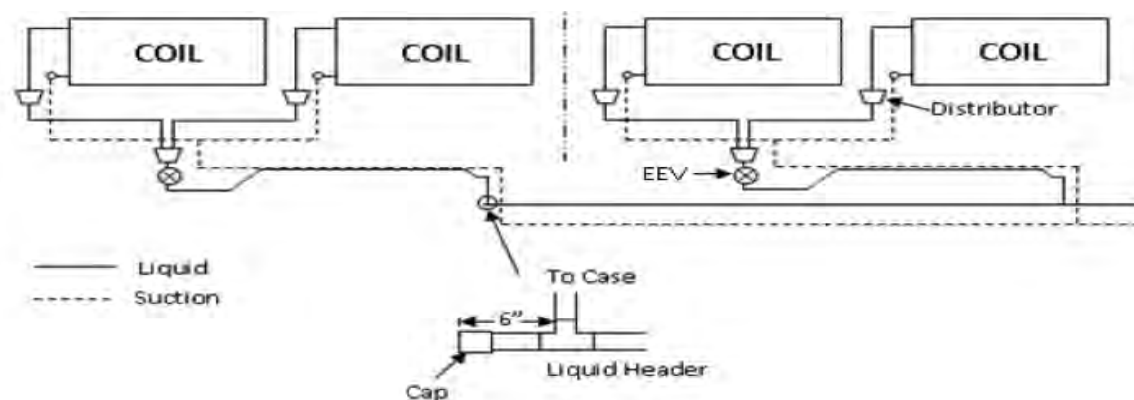 COIL
COIL
COIL
COIL
Distributor
EEV
Liquid
Suction
To Case
6”
Liquid Header
Cap